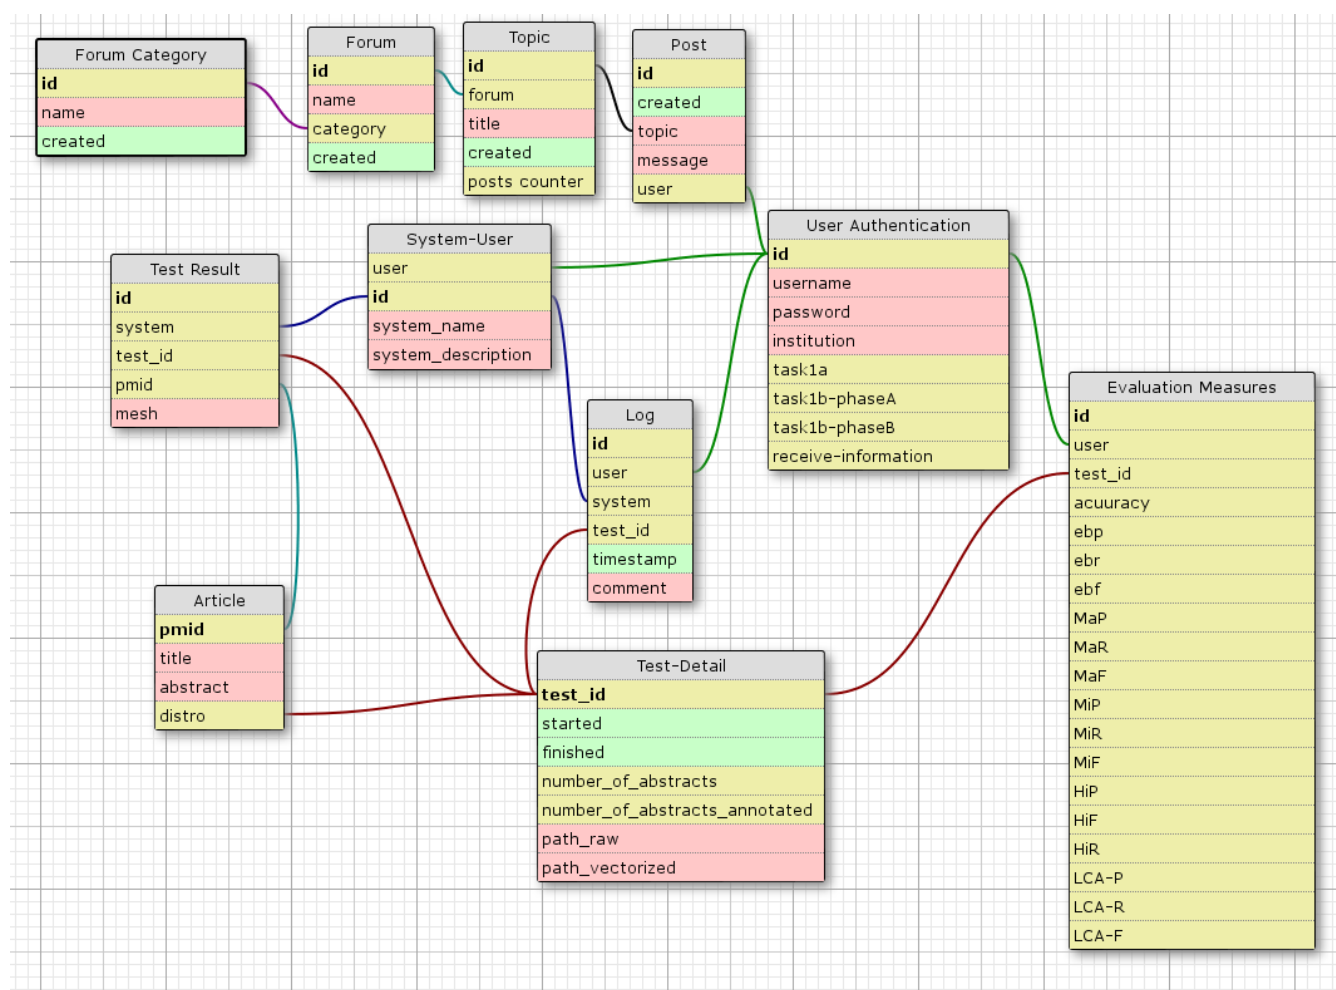 Forum Category
id
name
created
Forum
id
name
category
created
Topic
id
forum
title
created
posts counter
Post
id
created
topic
message
user
System-User
user
id
system_name
system_description
User Authentication
id
username
password
institution
task1a
task1b-phaseA
task1b-phaseB
receive-information
Test Result
id
system
test_id
pmid
mesh
Log
id
user
system
test_id
timestamp
comment
Evaluation Measures
id
user
test_id
acuuracy
ebp
ebr
ebf
MaP
MaR
MaF
MiP
MiR
MiF
HiP
HiF
HiR
LCA-P
LCA-R
LCA-F
Article
pmid
title
abstract
distro
Test-Detail
test_id
started
finished
number_of_abstracts
number_of_abstracts_annotated
path_raw
path_vectorized